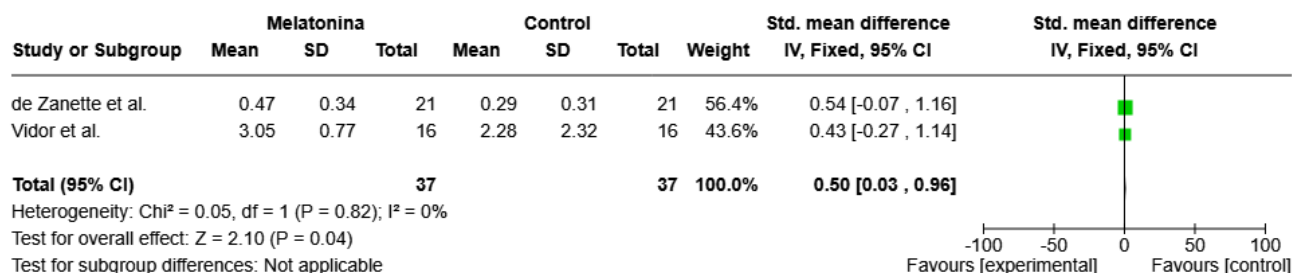 Melatonina Control Std. mean difference Std. mean difference
Study or Subgroup Mean SD Total Mean SD Total Weight IV, Fixed, 95% CI IV, Fixed, 95% CI
de Zanette et al. 0.47 0.34 21 0.29 0.31 21 56.4% 0.54 [-0.07 , 1.16]
Vidor et al. 3.05 0.77 16 2.28 2.32 16 43.6% 0.43 [-0.27 , 1.14]
Total (95% CI) 37 37 100.0% 0.50 [0.03 , 0.96]
Heterogeneity: Chi² = 0.05, df = 1 (P = 0.82); I² = 0%
Test for overall effect: Z = 2.10 (P = 0.04)
Test for subgroup differences: Not applicable
-100 -50 0 50 100
Favours [experimental] Favours [control]